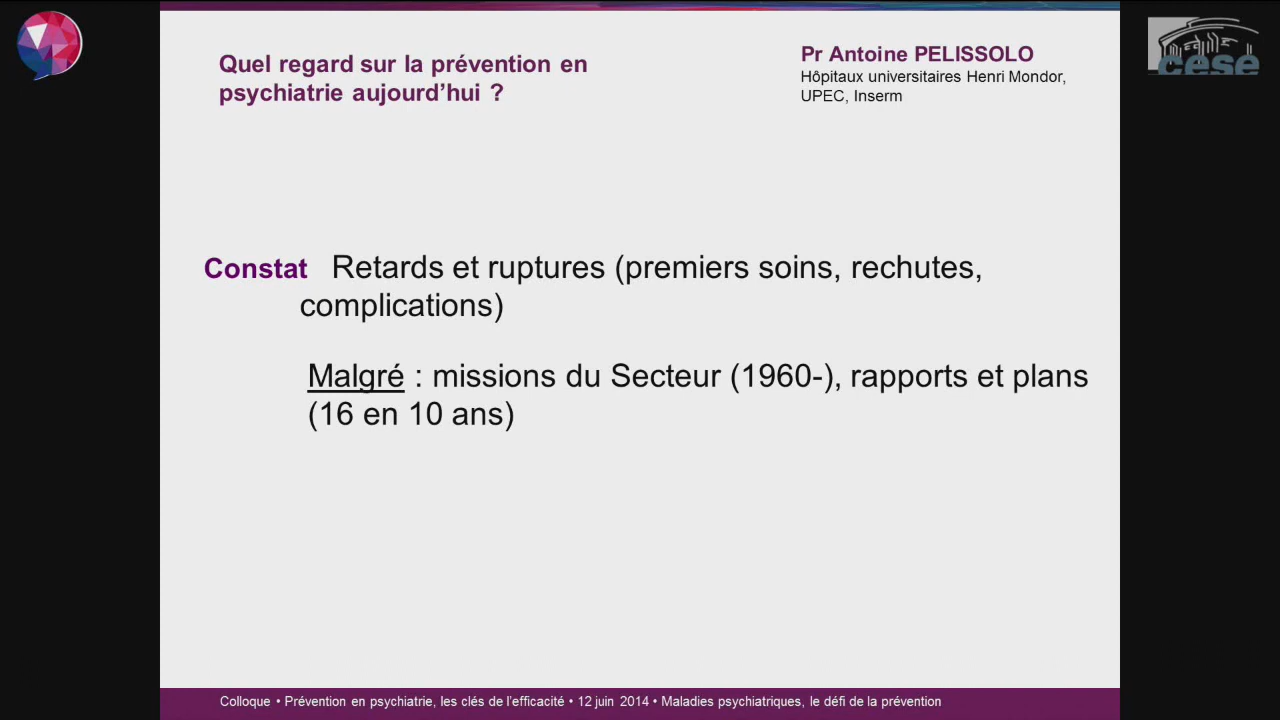 Quel regard sur la prévention en
psychiatrie aujourd’hui ?
Pr Antoine PELISSOLO
Hôpitaux universitaires Henri Mondor,
UPEC, Inserm
cese
Constat Retards et ruptures (premiers soins, rechutes,
complications)
Malgré : missions du Secteur (1960-), rapports et plans
(16 en 10 ans)
Colloque • Prévention en psychiatrie, les clés de l’efficacité • 12 juin 2014 • Maladies psychiatriques, le défi de la prévention